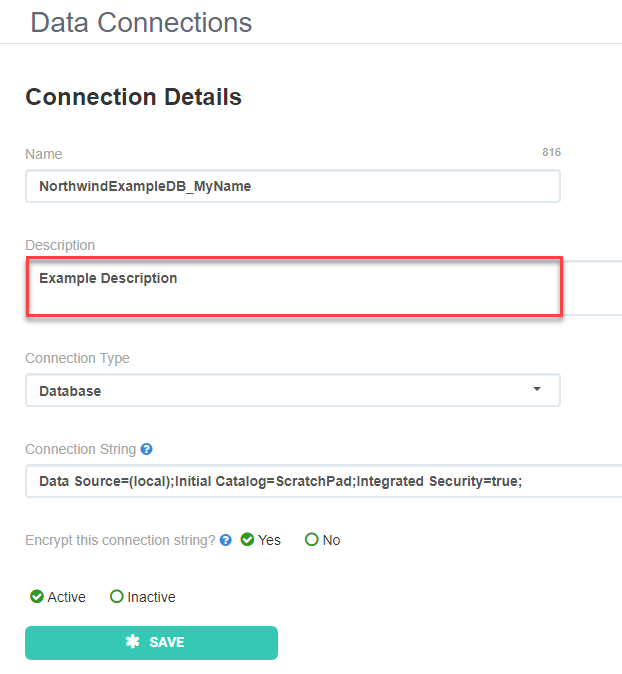 Data Connections
Connection Details
Name 816
NorthwindExampleDB_MyName
Description
Example Description
Connection Type
Database
Connection String ?
Data Source=(local);Initial Catalog=ScratchPad;Integrated Security=true;
Encrypt this connection string? ? Yes No
Active Inactive
SAVE